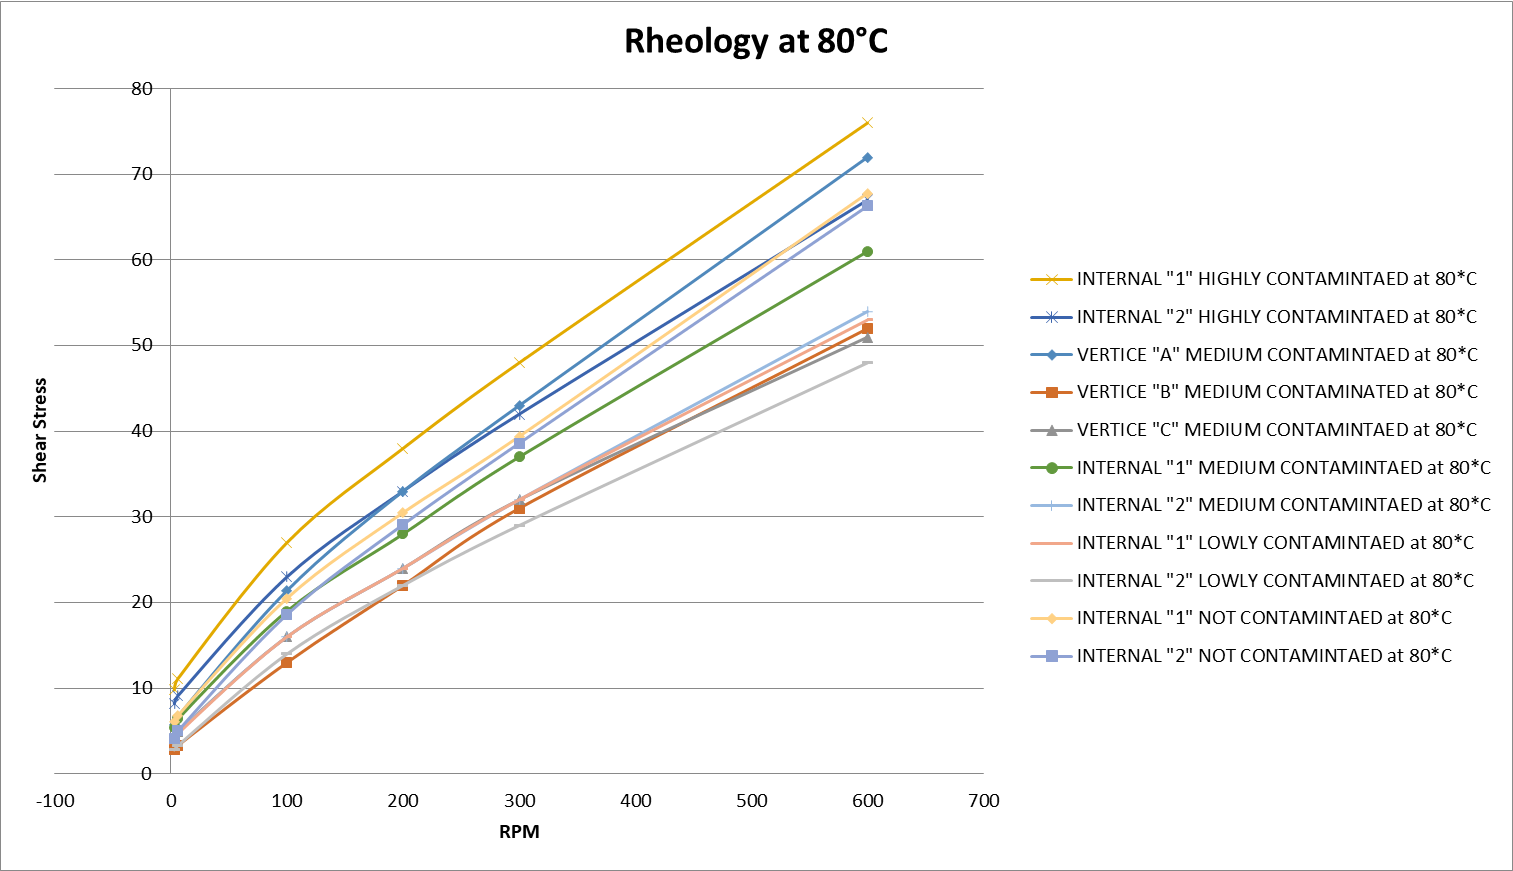 Rheology at 80°C
80
70
60
50
40
30
20
10
0
Shear Stress
-100 0 100 200 300 400 500 600 700
RPM
INTERNAL "1" HIGHLY CONTAMINTAED at 80*C
INTERNAL "2" HIGHLY CONTAMINTAED at 80*C
VERTICE "A" MEDIUM CONTAMINTAED at 80*C
VERTICE "B" MEDIUM CONTAMINATED at 80*C
VERTICE "C" MEDIUM CONTAMINTAED at 80*C
INTERNAL "1" MEDIUM CONTAMINTAED at 80*C
INTERNAL "2" MEDIUM CONTAMINTAED at 80*C
INTERNAL "1" LOWLY CONTAMINTAED at 80*C
INTERNAL "2" LOWLY CONTAMINTAED at 80*C
INTERNAL "1" NOT CONTAMINTAED at 80*C
INTERNAL "2" NOT CONTAMINTAED at 80*C